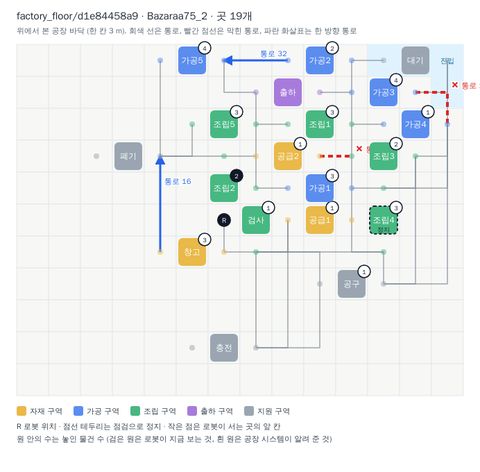 factory_floor/d1e84458a9 · Bazaraa75_2 · 곳 19개
위에서 본 공장 바닥 (한 칸 3 m). 회색 선은 통로, 빨간 점선은 막힌 통로, 파란 화살표는 한 방향 통로
가공5 4
통로 32
가공2 2
대기
✕ 통로
출하
가공3 4
조립5 3
조립1 3
가공4 1
폐기
공급2 1
✕
조립3 2
통로 16
조립2 2
가공1 3
R
검사 1
공급1 1
조립4 3
정지
창고 3
공구 1
충전
자재 구역 가공 구역 조립 구역 출하 구역 지원 구역
R 로봇 위치 · 점선 테두리는 점검으로 정지 · 작은 점은 로봇이 서는 곳의 앞 칸
원 안의 수는 놓인 물건 수 (검은 원은 로봇이 지금 보는 것, 흰 원은 공장 시스템이 알려 준 것)